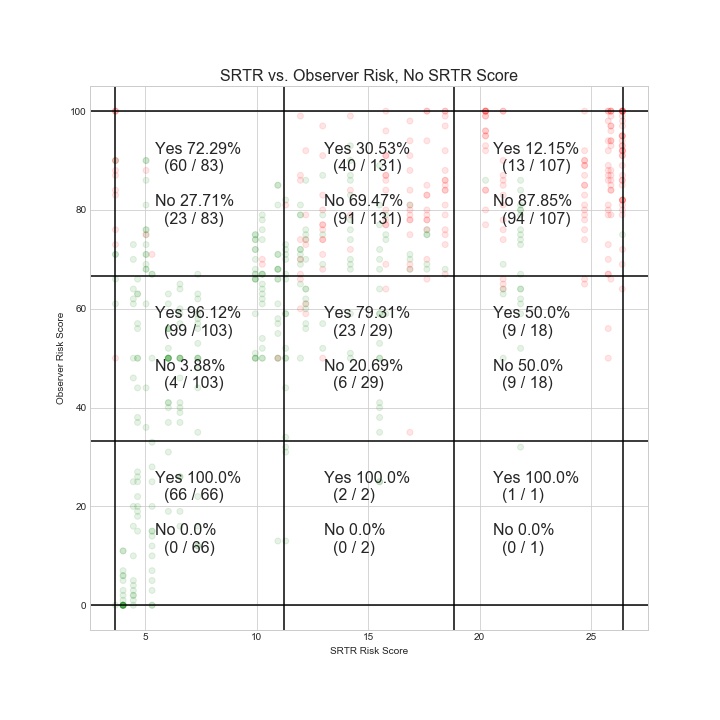 SRTR vs. Observer Risk, No SRTR Score
100
Yes 72.29%
(60 / 83)
No 27.71%
(23 / 83)
Yes 30.53%
(40 / 131)
No 69.47%
(91 / 131)
Yes 12.15%
(13 / 107)
No 87.85%
(94 / 107)
80
60
Yes 96.12%
(99 / 103)
No 3.88%
(4 / 103)
Yes 79.31%
(23 / 29)
No 20.69%
(6 / 29)
Yes 50.0%
(9 / 18)
No 50.0%
(9 / 18)
Observer Risk Score
40
Yes 100.0%
(66 / 66)
No 0.0%
(0 / 66)
Yes 100.0%
(2 / 2)
No 0.0%
(0 / 2)
Yes 100.0%
(1 / 1)
No 0.0%
(0 / 1)
20
0
5
10
15
20
25
SRTR Risk Score